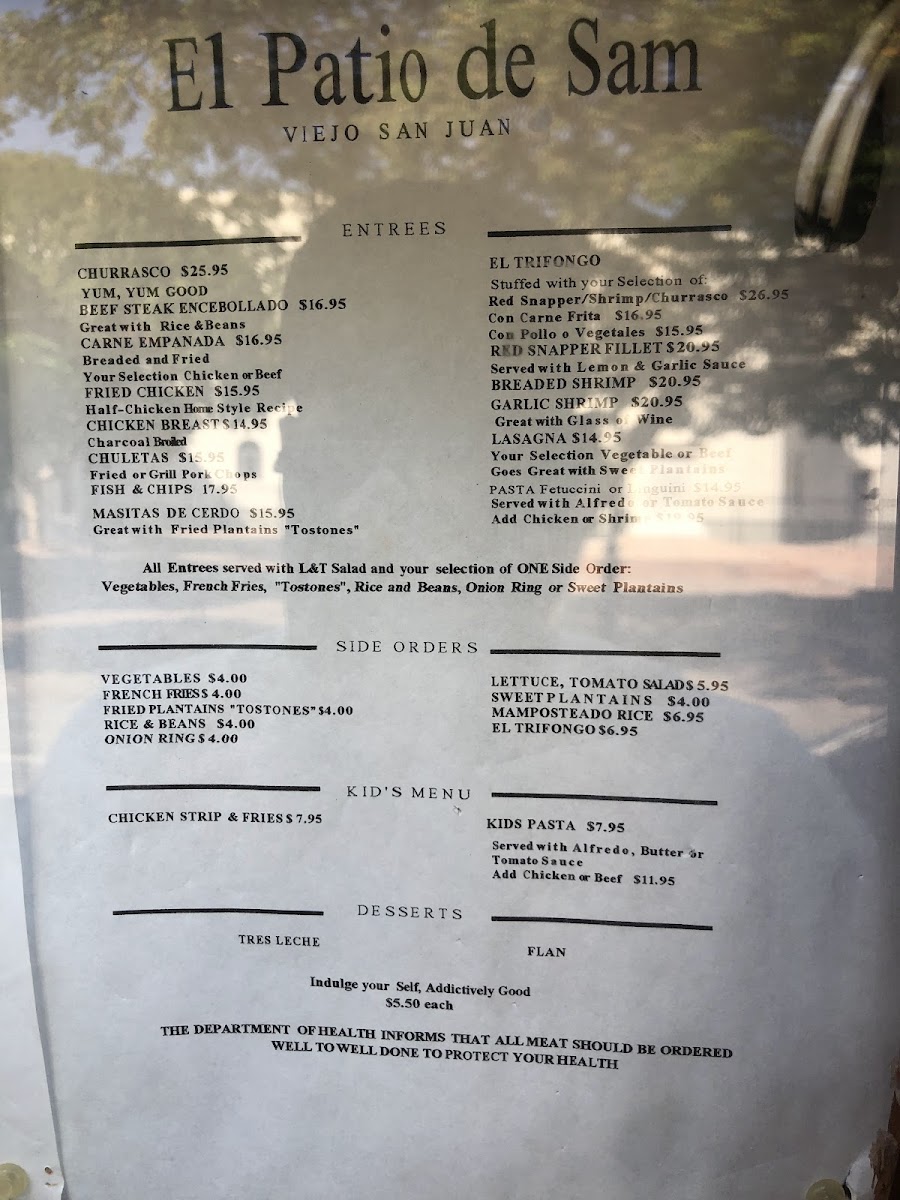 El Patio de Sam
VIEJO SAN JUAN
ENTREES
CHURRASCO $25.95
YUM, YUM GOOD
BEEF STEAK ENCEBOLLADO $16.95
Great with Rice & Beans
CARNE EMPANADA $16.95
Breaded and Fried
Your Selection Chicken or Beef
FRIED CHICKEN $15.95
Half-Chicken Home Style Recipe
CHICKEN BREAST $14.95
Charcoal Broiled
CHULETAS $15.95
Fried or Grill Pork Chops
FISH & CHIPS 17.95
MASITAS DE CERDO $15.95
Great with Fried Plantains "Tostones"
EL TRIFONGO
Stuffed with your Selection of:
Red Snapper/Shrimp/Churrasco $26.95
Con Carne Frita $16.95
Con Pollo o Vegetales $15.95
RED SNAPPER FILLET $20.95
Served with Lemon & Garlic Sauce
BREADED SHRIMP $20.95
GARLIC SHRIMP $20.95
Great with Glass of Wine
LASAGNA $14.95
Your Selection Vegetable or Beef
Goes Great with Sweet Plantains
PASTA Fetuccini or Linguini $14.95
Served with Alfredo or Tomato Sauce
Add Chicken or Shrimp
All Entrees served with L&T Salad and your selection of ONE Side Order:
Vegetables, French Fries, "Tostones", Rice and Beans, Onion Ring or Sweet Plantains
SIDE ORDERS
VEGETABLES $4.00
FRENCH FRIES $ 4.00
FRIED PLANTAINS "TOSTONES" $4.00
RICE & BEANS $4.00
ONION RING $ 4.00
LETTUCE, TOMATO SALAD $ 5.95
SWEET PLANTAINS $4.00
MAMPOSTEADO RICE $6.95
EL TRIFONGO $6.95
KID'S MENU
CHICKEN STRIP & FRIES $ 7.95
KIDS PASTA $7.95
Served with Alfredo, Butter or
Tomato Sauce
Add Chicken or Beef $11.95
DESSERTS
TRES LECHE
FLAN
Indulge your Self, Addictively Good
$5.50 each
THE DEPARTMENT OF HEALTH INFORMS THAT ALL MEAT SHOULD BE ORDERED
WELL TO WELL DONE TO PROTECT YOUR HEALTH